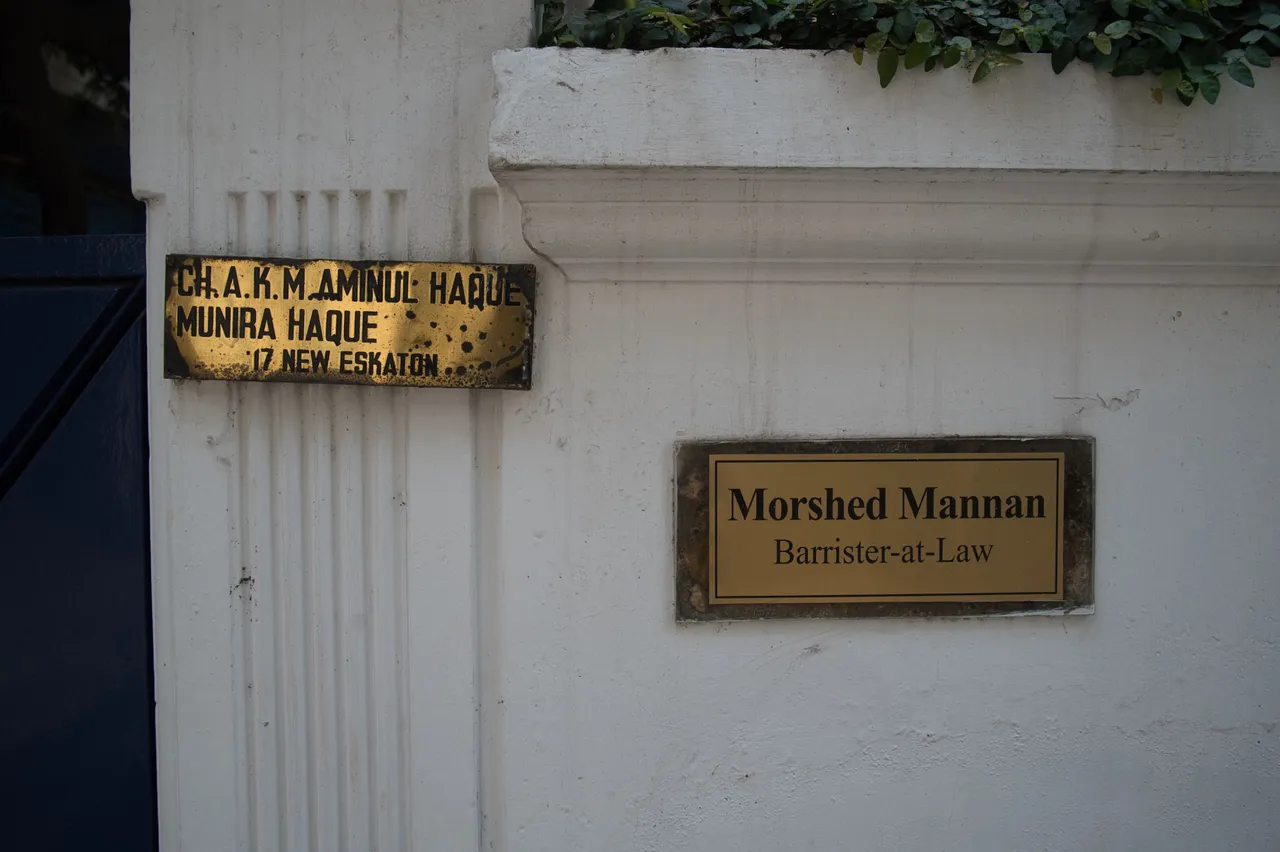 CH. A. K. M. AMINUL HAQUE
MUNIRA HAQUE
17 NEW ESKATON
Morshed Mannan
Barrister-at-Law